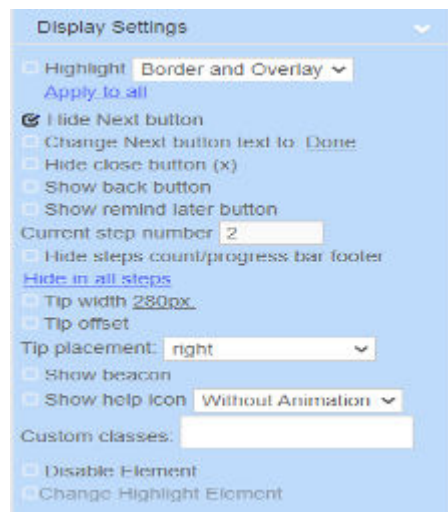 Display Settings
Highlight Border and Overlay
Apply to all
Hide Next button
Change Next button text to: Done
Hide close button (x)
Show back button
Show remind later button
Current step number 2
Hide steps count/progress bar footer
Hide in all steps
Tip width 280px
Tip offset
Tip placement: right
Show beacon
Show help icon Without Animation
Custom classes:
Disable Element
Change Highlight Element